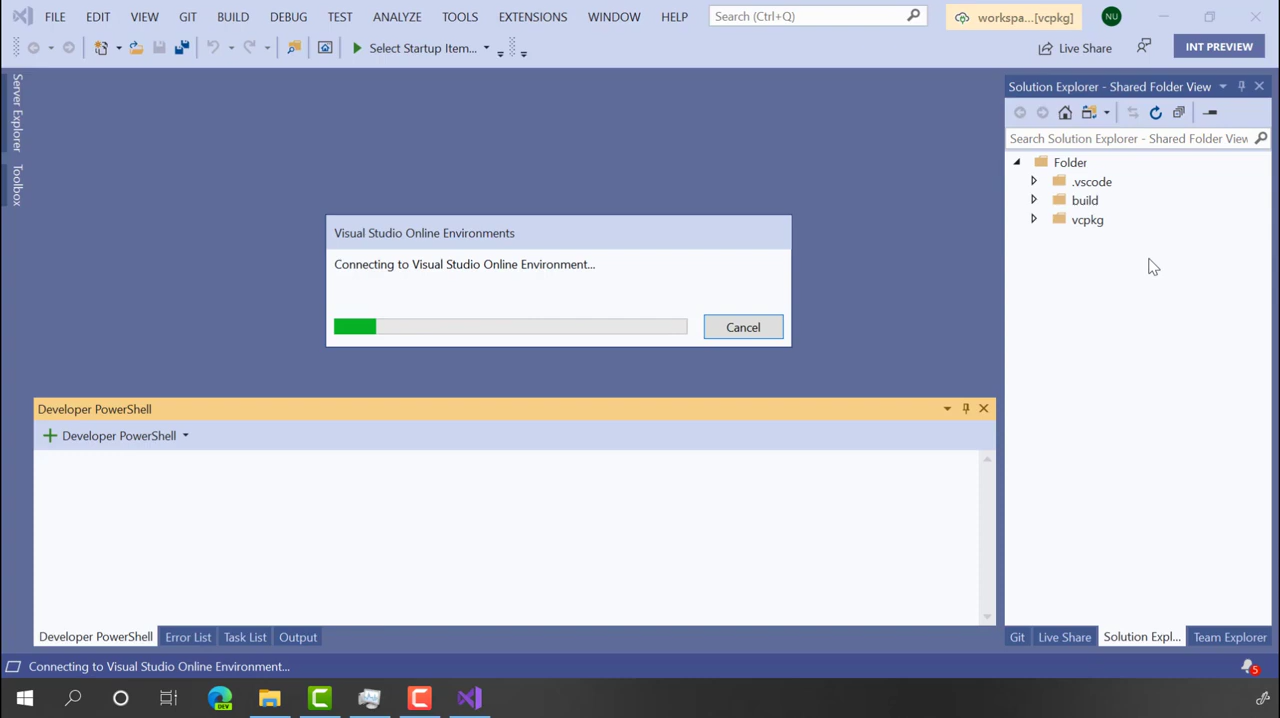 FILE EDIT VIEW GIT BUILD DEBUG TEST ANALYZE TOOLS EXTENSIONS WINDOW HELP Search (Ctrl+Q) workspa...[vcpkg] NU
Select Startup Item... Live Share INT PREVIEW
Server Explorer
Toolbox
Solution Explorer - Shared Folder View
Search Solution Explorer - Shared Folder View
Folder
.vscode
build
vcpkg
Visual Studio Online Environments
Connecting to Visual Studio Online Environment...
Cancel
Developer PowerShell
Developer PowerShell
Developer PowerShell Error List Task List Output
Git Live Share Solution Expl... Team Explorer
Connecting to Visual Studio Online Environment... 5
DEV C C